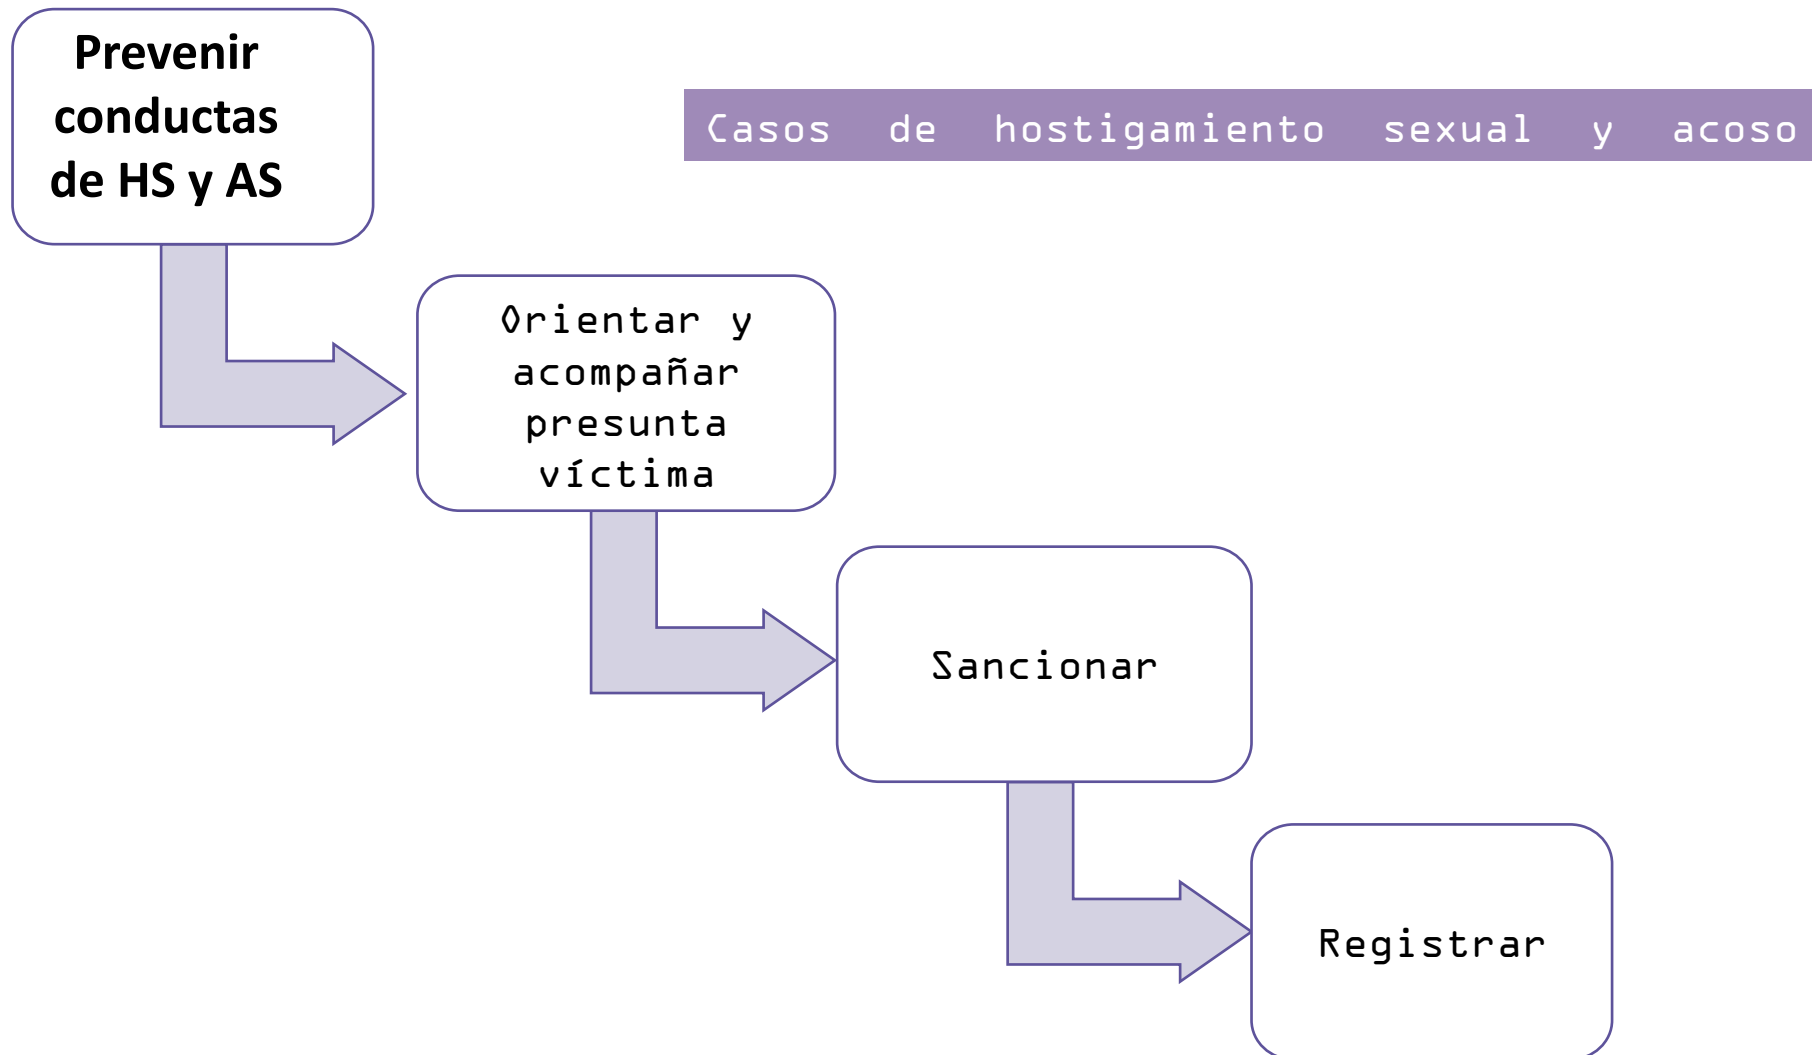 Prevenir
conductas
de HS y AS
Casos de hostigamiento sexual y acoso
Orientar y
acompañar
presunta
víctima
Sancionar
Registrar